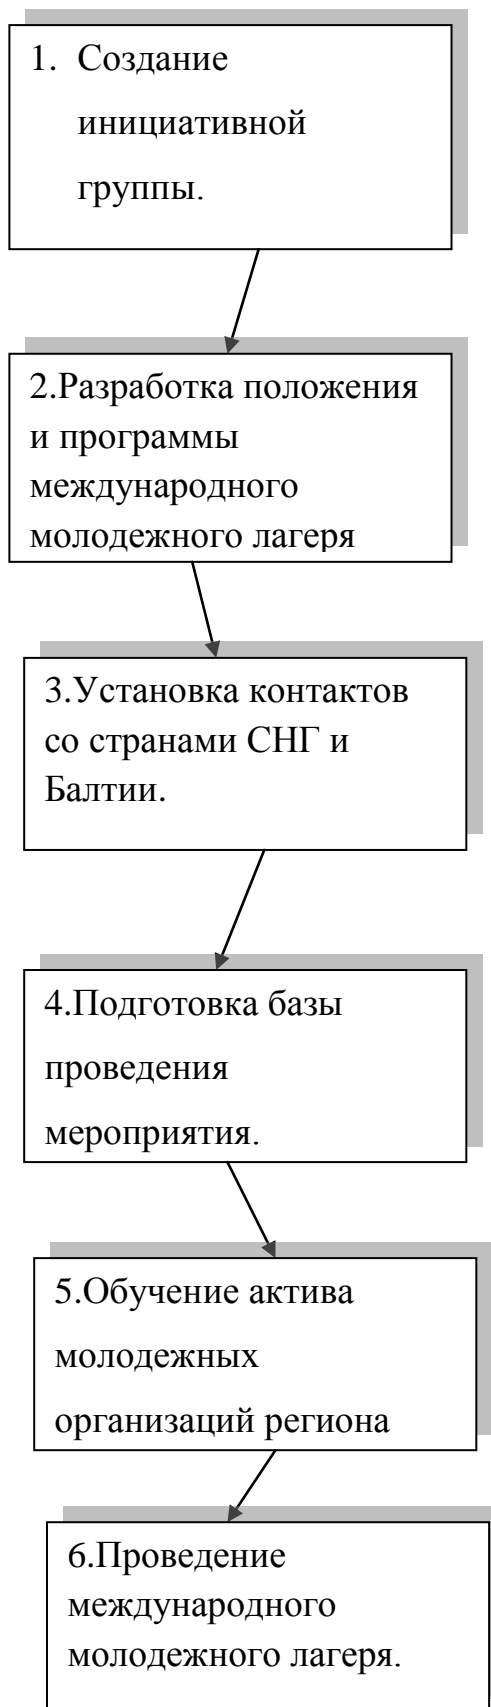 1. Создание
инициативной
группы.
2.Разработка положения
и программы
международного
молодежного лагеря
3.Установка контактов
со странами СНГ и
Балтии.
4.Подготовка базы
проведения
мероприятия.
5.Обучение актива
молодежных
организаций региона
6.Проведение
международного
молодежного лагеря.